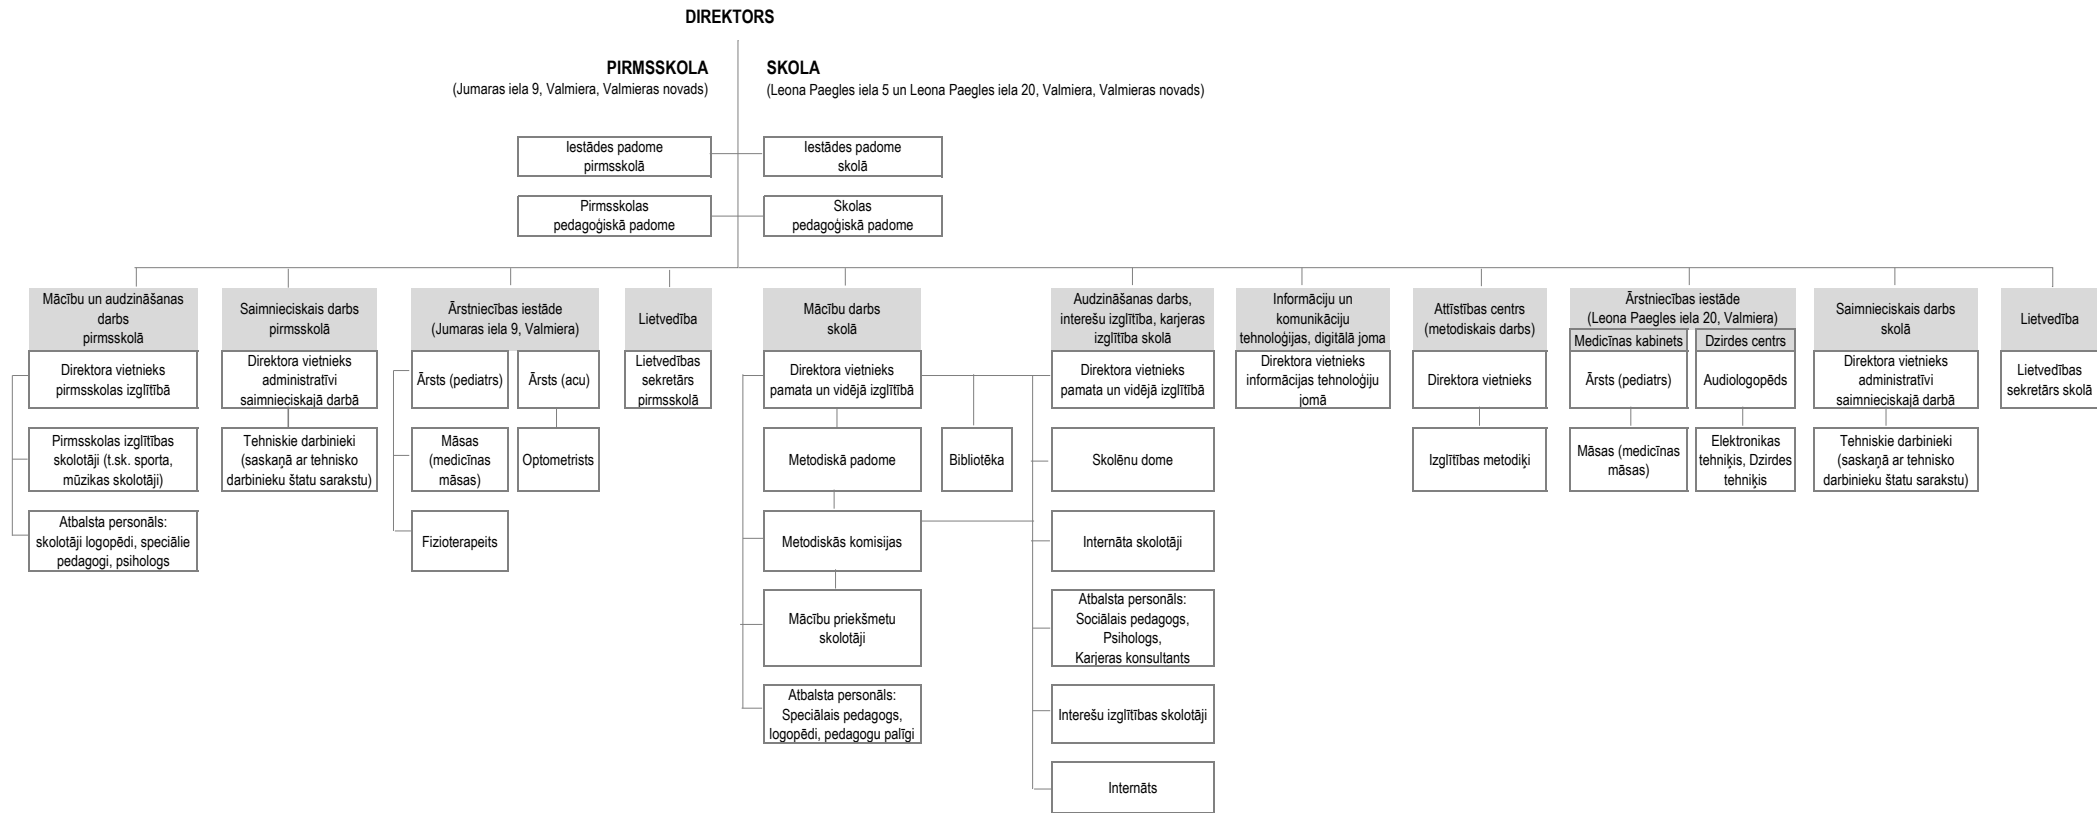 DIREKTORS
PIRMSSKOLA
(Jumaras iela 9, Valmiera, Valmieras novads)
SKOLA
(Leona Paegles iela 5 un Leona Paegles iela 20, Valmiera, Valmieras novads)
Iestādes padome
pirmsskolā
Iestādes padome
skolā
Pirmsskolas
pedagoģiskā padome
Skolas
pedagoģiskā padome
Mācību un audzināšanas
darbs
pirmsskolā
Direktora vietnieks
pirmsskolas izglītībā
Pirmsskolas izglītības
skolotāji (t.sk. sporta,
mūzikas skolotāji)
Atbalsta personāls:
skolotāji logopēdi, speciālie
pedagogi, psihologs
Saimnieciskais darbs
pirmsskolā
Direktora vietnieks
administratīvi
saimnieciskajā darbā
Tehniskie darbinieki
(saskaņā ar tehnisko
darbinieku štatu sarakstu)
Ārstniecības iestāde
(Jumaras iela 9, Valmiera)
Ārsts (pediatrs)
Māsas
(medicīnas
māsas)
Fizioterapeits
Ārsts (acu)
Optometrists
Lietvedība
Lietvedības
sekretārs
pirmsskolā
Mācību darbs
skolā
Direktora vietnieks
pamata un vidējā izglītībā
Metodiskā padome
Metodiskās komisijas
Mācību priekšmetu
skolotāji
Atbalsta personāls:
Speciālais pedagogs,
logopēdi, pedagogu palīgi
Bibliotēka
Audzināšanas darbs,
interešu izglītība, karjeras
izglītība skolā
Direktora vietnieks
pamata un vidējā izglītībā
Skolēnu dome
Internāta skolotāji
Atbalsta personāls:
Sociālais pedagogs,
Psihologs,
Karjeras konsultants
Interešu izglītības skolotāji
Internāts
Informāciju un
komunikāciju
tehnoloģijas, digitālā joma
Direktora vietnieks
informācijas tehnoloģiju
jomā
Attīstības centrs
(metodiskais darbs)
Direktora vietnieks
Izglītības metodiķi
Ārstniecības iestāde
(Leona Paegles iela 20, Valmiera)
Medicīnas kabinets
Ārsts (pediatrs)
Māsas (medicīnas
māsas)
Dzirdes centrs
Audiologopēds
Elektronikas
tehniķis, Dzirdes
tehniķis
Saimnieciskais darbs
skolā
Direktora vietnieks
administratīvi
saimnieciskajā darbā
Tehniskie darbinieki
(saskaņā ar tehnisko
darbinieku štatu sarakstu)
Lietvedība
Lietvedības
sekretārs skolā